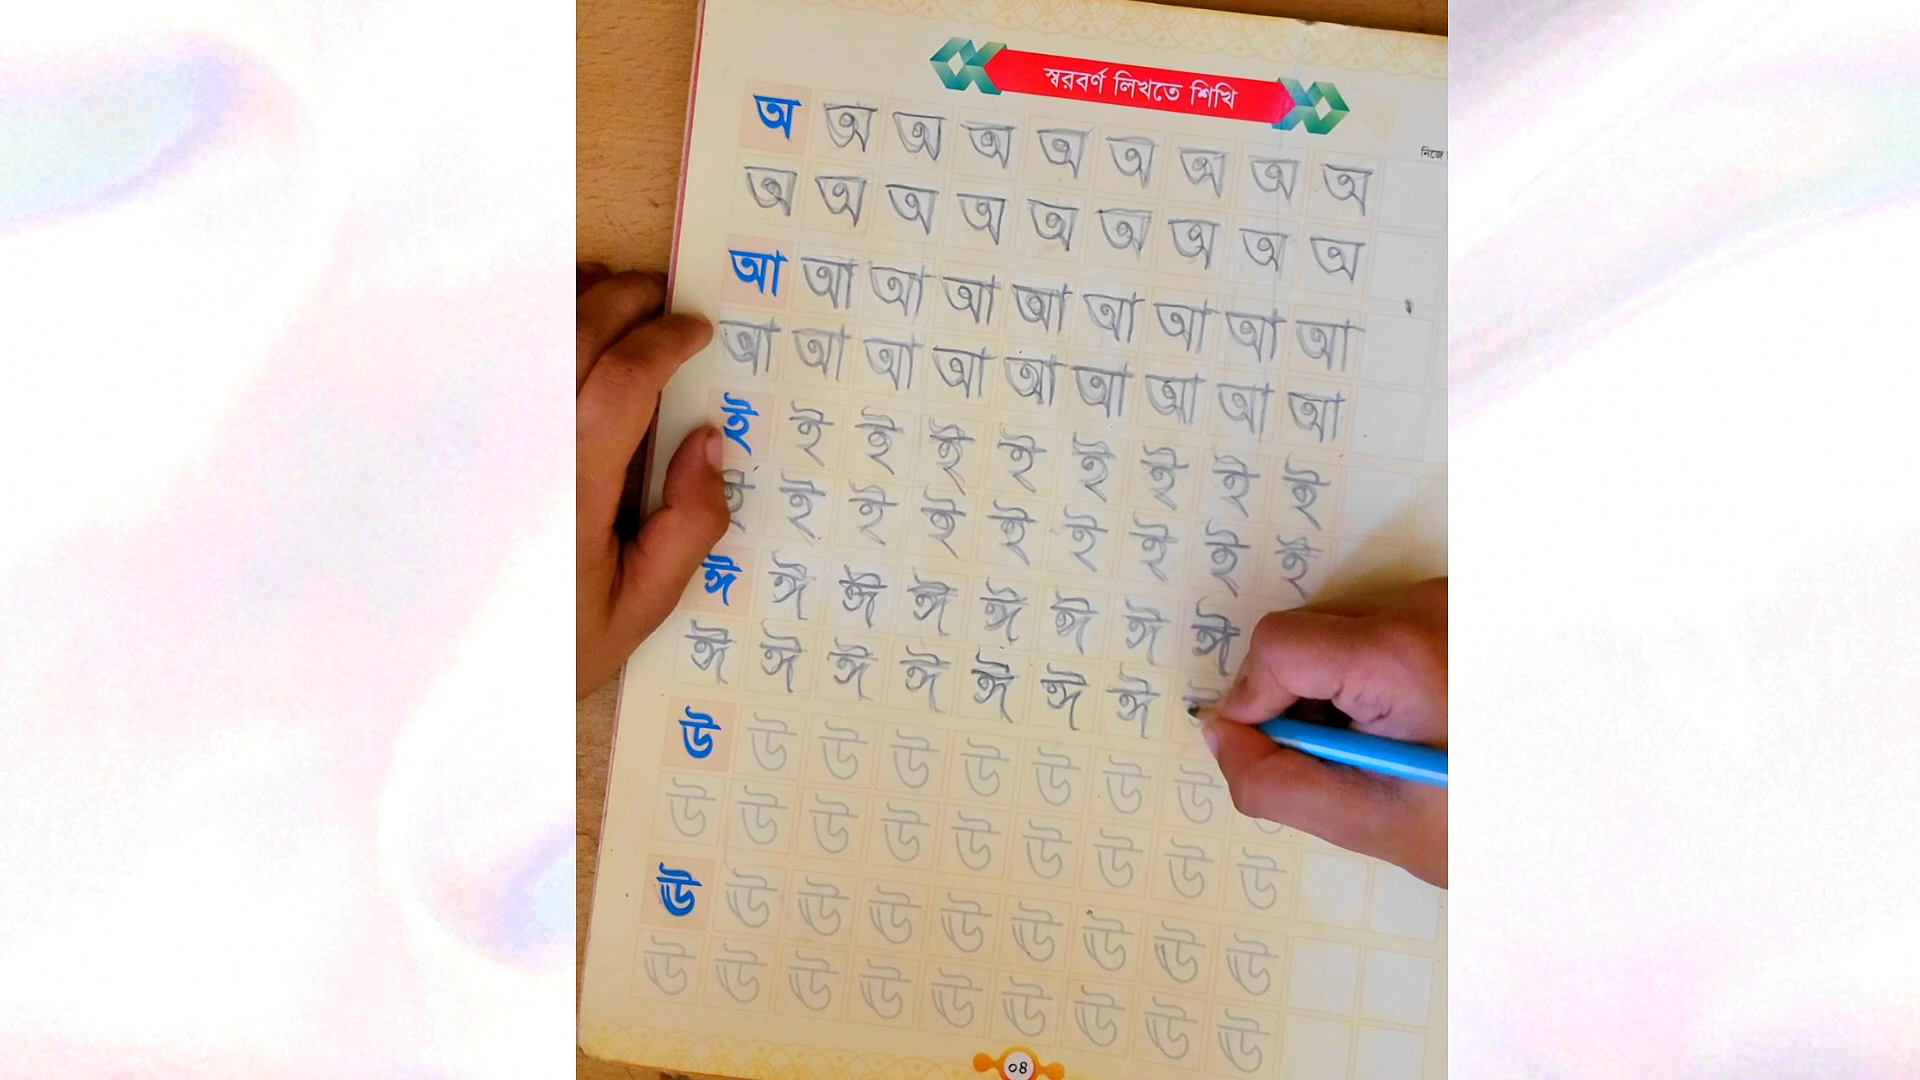 স্বরবর্ণ লিখতে শিখি
নিজে
অ অ অ অ অ অ অ অ অ
অ অ অ অ অ অ অ অ অ
আ আ আ আ আ আ আ আ আ
আ আ আ আ আ আ আ আ আ
ই ই ই ই ই ই ই ই ই
ই ই ই ই ই ই ই ই ই
ঈ ঈ ঈ ঈ ঈ ঈ ঈ ঈ
ঈ ঈ ঈ ঈ ঈ ঈ ঈ
উ উ উ উ উ উ উ উ
উ উ উ উ উ উ উ উ উ
ঊ ঊ ঊ ঊ ঊ ঊ ঊ ঊ ঊ
ঊ ঊ ঊ ঊ ঊ ঊ ঊ ঊ ঊ
০৪